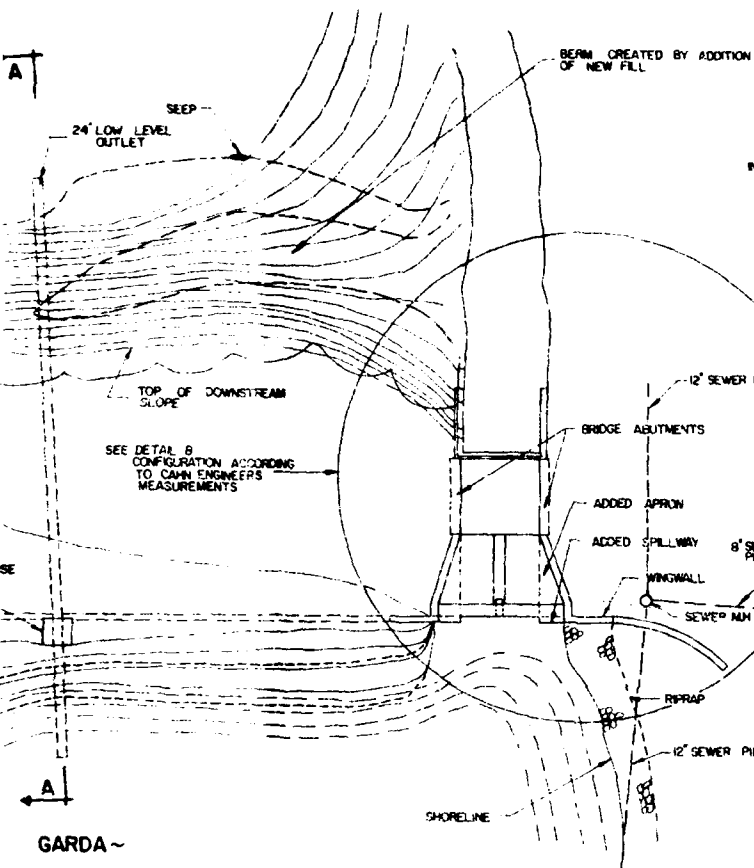 A
BERM CREATED BY ADDITION
OF NEW FILL
SEEP
24" LOW LEVEL
OUTLET
TOP OF DOWNSTREAM
SLOPE
12" SEWER
SEE DETAIL B
CONFIGURATION ACCORDING
TO CAHN ENGINEERS
MEASUREMENTS
BRIDGE ABUTMENTS
ADDED APRON
ADDED SPILLWAY
8"
WINGWALL
SEWER M.H
RIPRAP
12" SEWER
A
SHORELINE
GARDA~